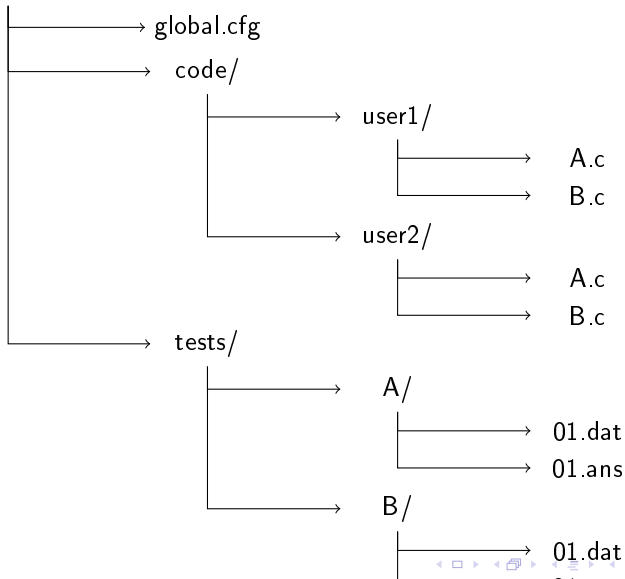 global.cfg
code/
user1/
A.c
B.c
user2/
A.c
B.c
tests/
A/
01.dat
01.ans
B/
01.dat